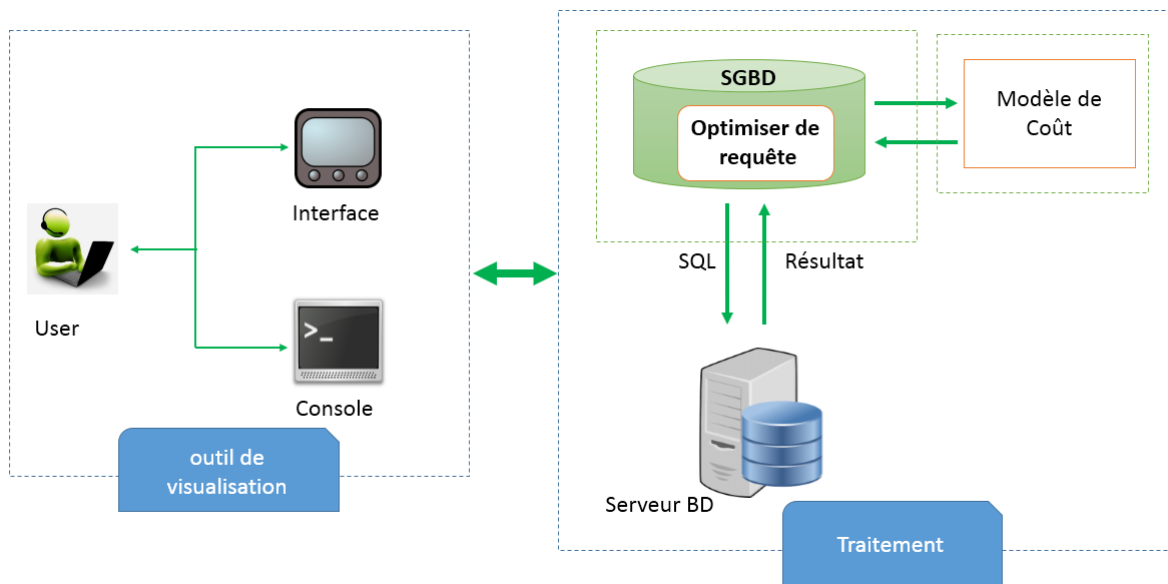 Interface
User
>_
Console
outil de
visualisation
SGBD
Optimiser de
requête
Modèle de
Coût
SQL
Résultat
Serveur BD
Traitement